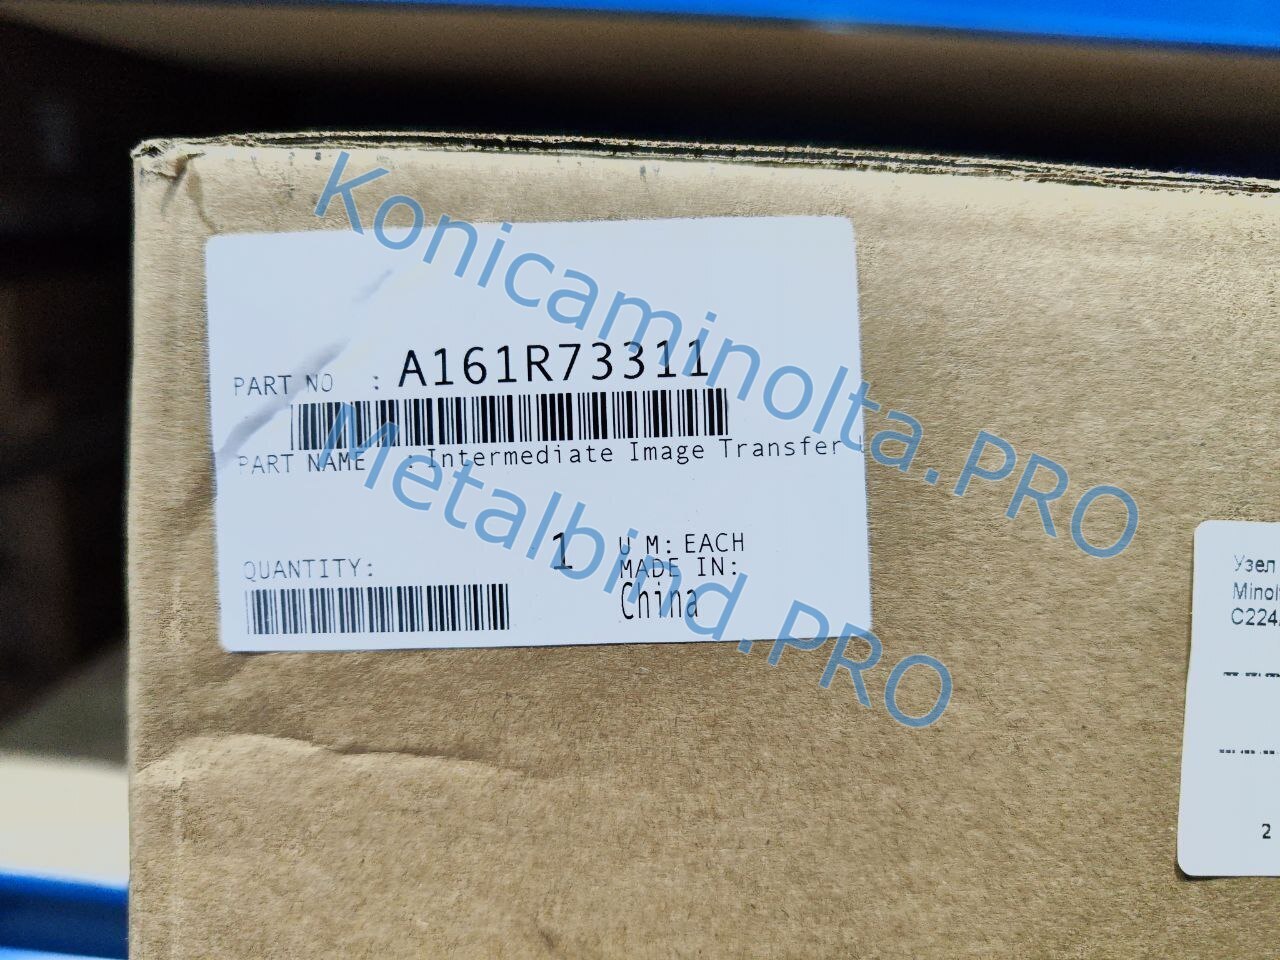 PART NO : A161R73311
PART NAME : Intermediate Image Transfer
QUANTITY: 1
U M: EACH
MADE IN:
China
Konicaminolta.PRO
Metalbind.PRO
Узел
C224
2